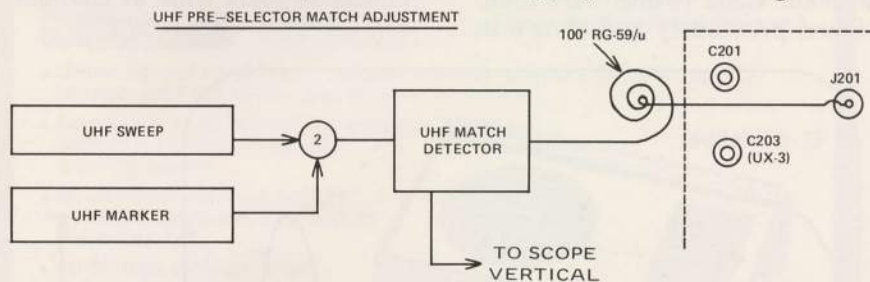 UHF PRE–SELECTOR MATCH ADJUSTMENT
100' RG-59/u
C201
J201
UHF SWEEP
2
UHF MATCH
DETECTOR
C203
(UX-3)
UHF MARKER
TO SCOPE
VERTICAL